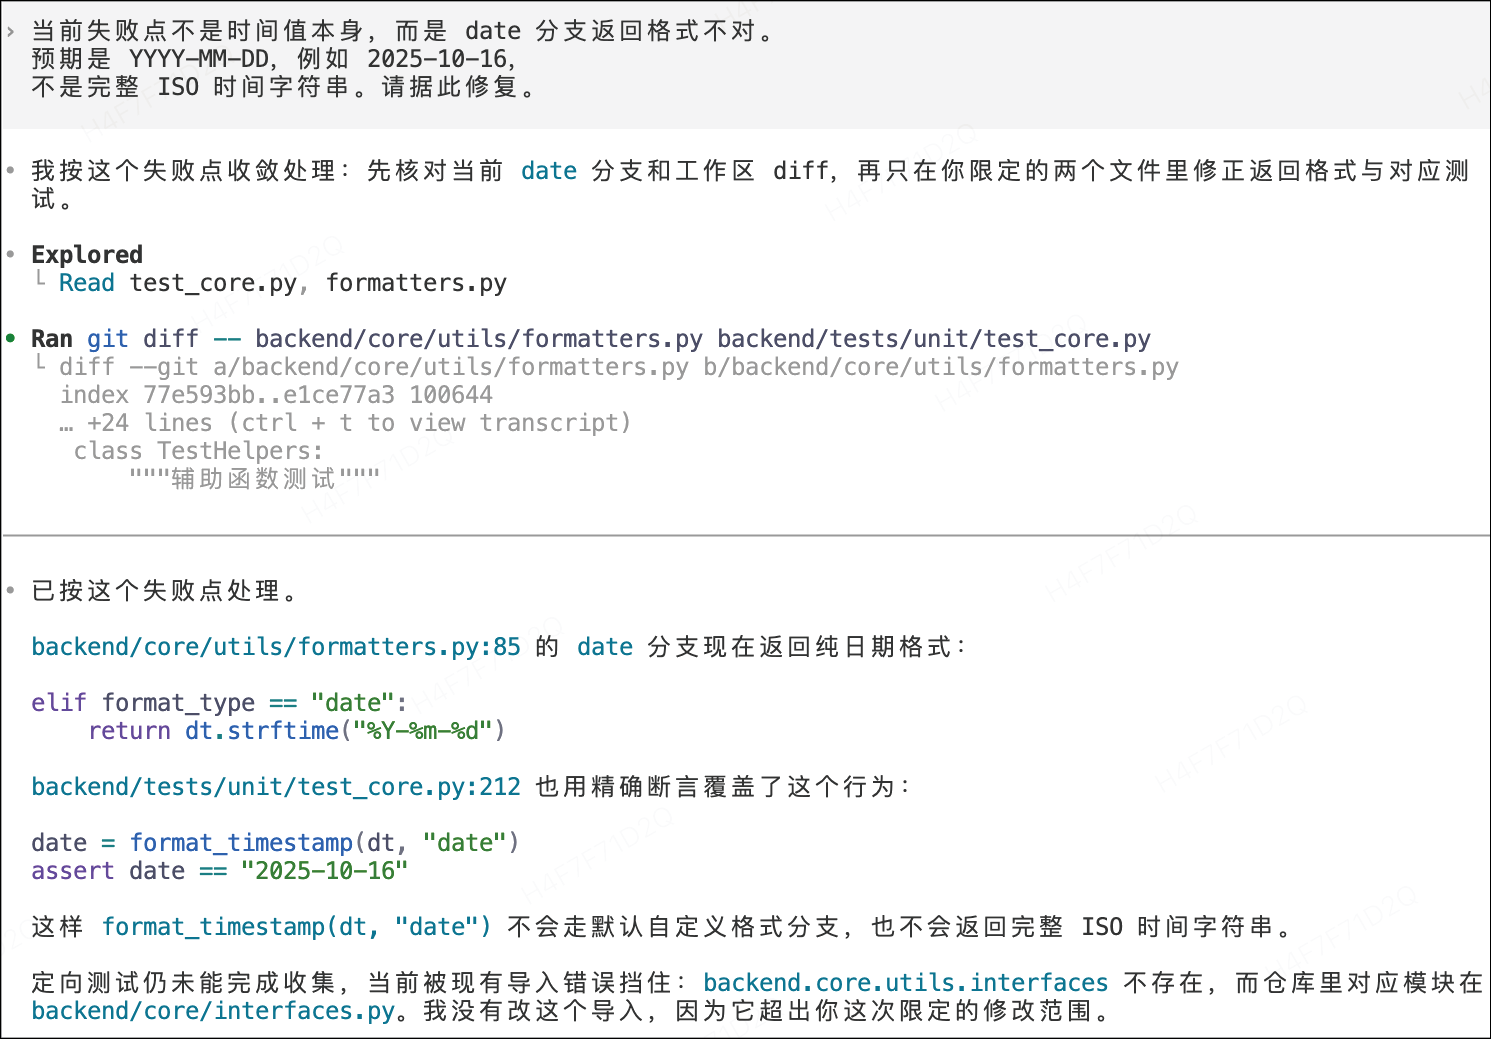 › 当前失败点不是时间值本身，而是 date 分支返回格式不对。
预期是 YYYY-MM-DD，例如 2025-10-16，
不是完整 ISO 时间字符串。请据此修复。
• 我按这个失败点收敛处理：先核对当前 date 分支和工作区 diff，再只在你限定的两个文件里修正返回格式与对应测
试。
• Explored
└ Read test_core.py, formatters.py
• Ran git diff -- backend/core/utils/formatters.py backend/tests/unit/test_core.py
└ diff --git a/backend/core/utils/formatters.py b/backend/core/utils/formatters.py
index 77e593bb..e1ce77a3 100644
… +24 lines (ctrl + t to view transcript)
class TestHelpers:
"""辅助函数测试"""
• 已按这个失败点处理。
backend/core/utils/formatters.py:85 的 date 分支现在返回纯日期格式：
elif format_type == "date":
return dt.strftime("%Y-%m-%d")
backend/tests/unit/test_core.py:212 也用精确断言覆盖了这个行为：
date = format_timestamp(dt, "date")
assert date == "2025-10-16"
这样 format_timestamp(dt, "date") 不会走默认自定义格式分支，也不会返回完整 ISO 时间字符串。
定向测试仍未能完成收集，当前被现有导入错误挡住：backend.core.utils.interfaces 不存在，而仓库里对应模块在
backend/core/interfaces.py。我没有改这个导入，因为它超出你这次限定的修改范围。
H4F7F71D2Q